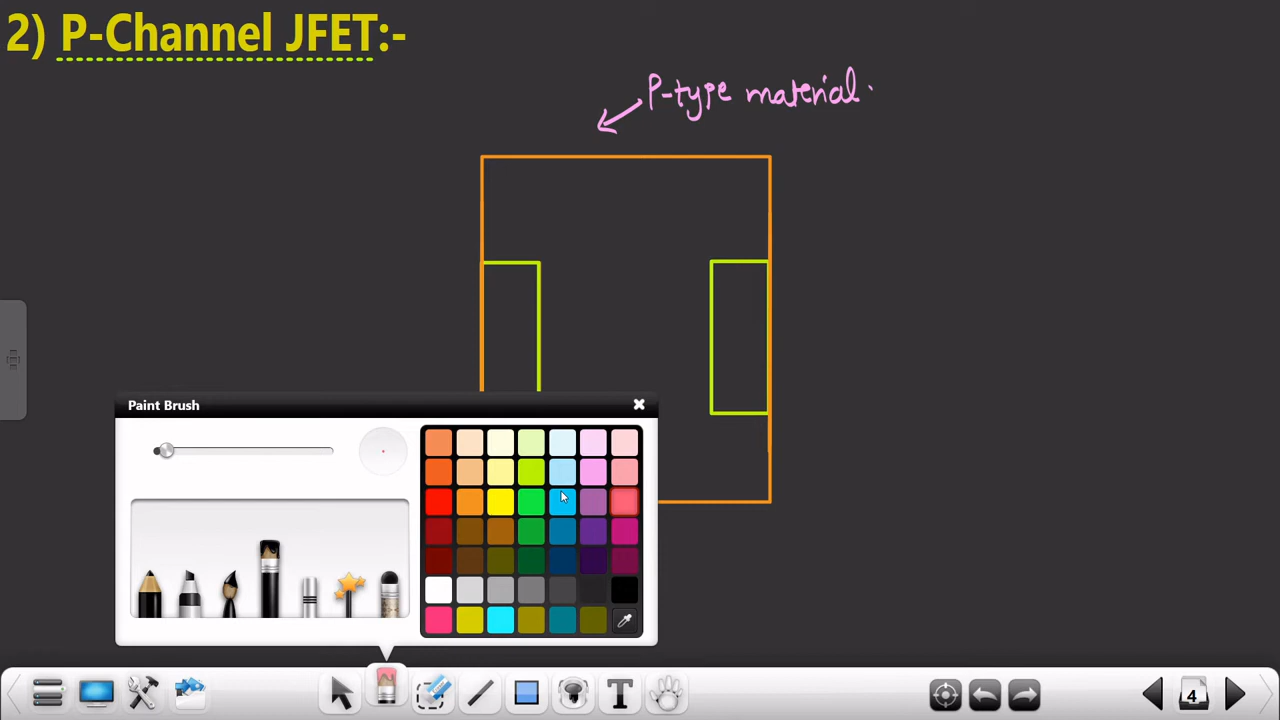 2) P-Channel JFET:-
P-type material.
Paint Brush
T
4